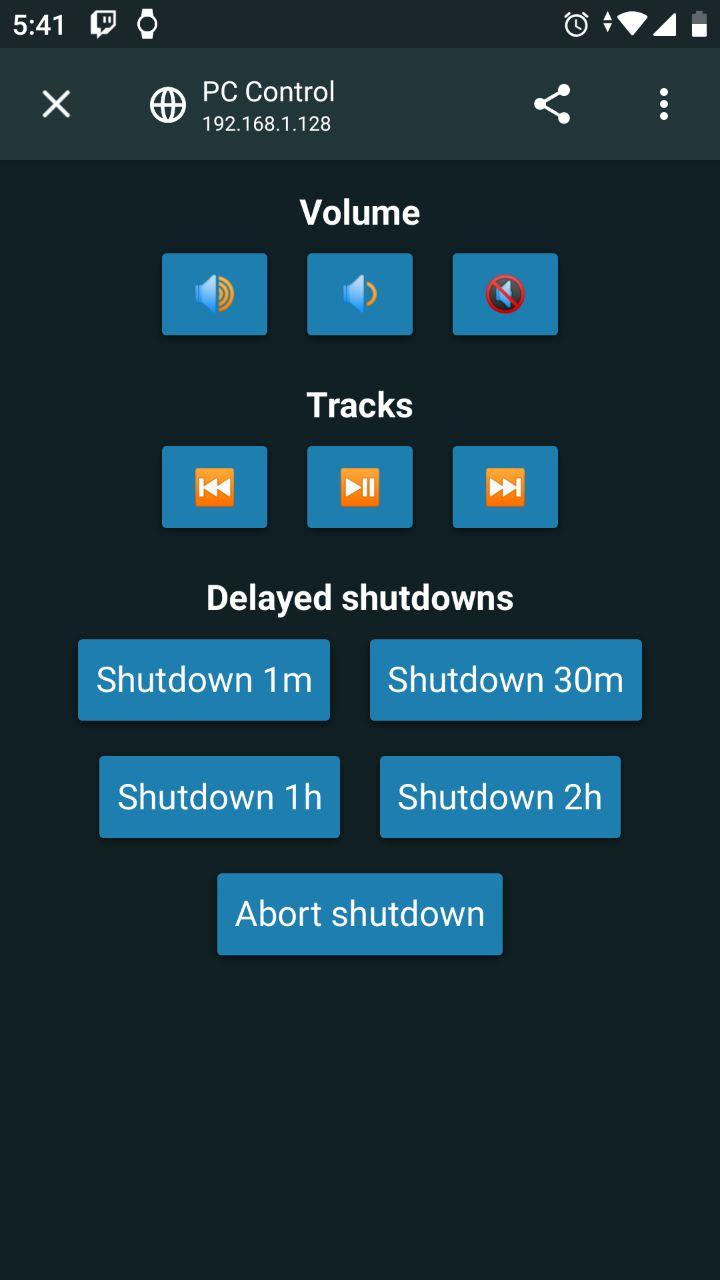 5:41
PC Control
192.168.1.128
Volume
Tracks
Delayed shutdowns
Shutdown 1m
Shutdown 30m
Shutdown 1h
Shutdown 2h
Abort shutdown